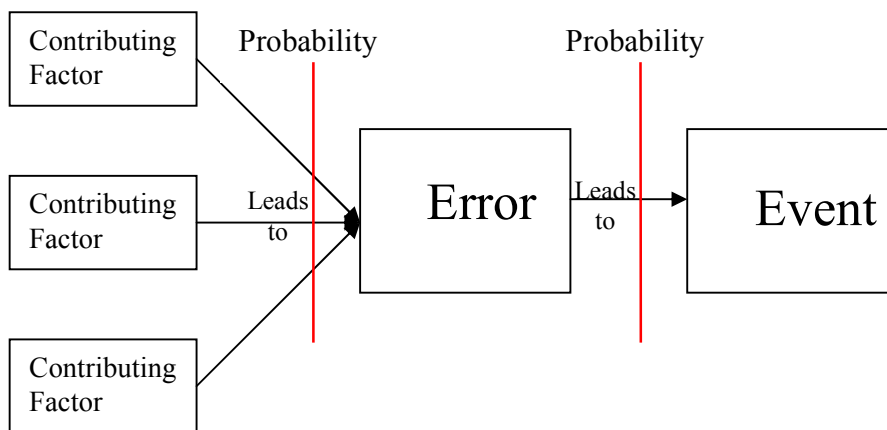 Contributing
Factor
Probability
Probability
Contributing
Factor
Leads
to
Error
Leads
to
Event
Contributing
Factor